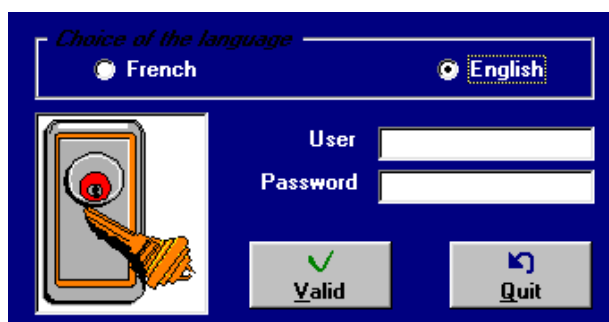 Choice of the language
French
English
User
Password
Valid
Quit